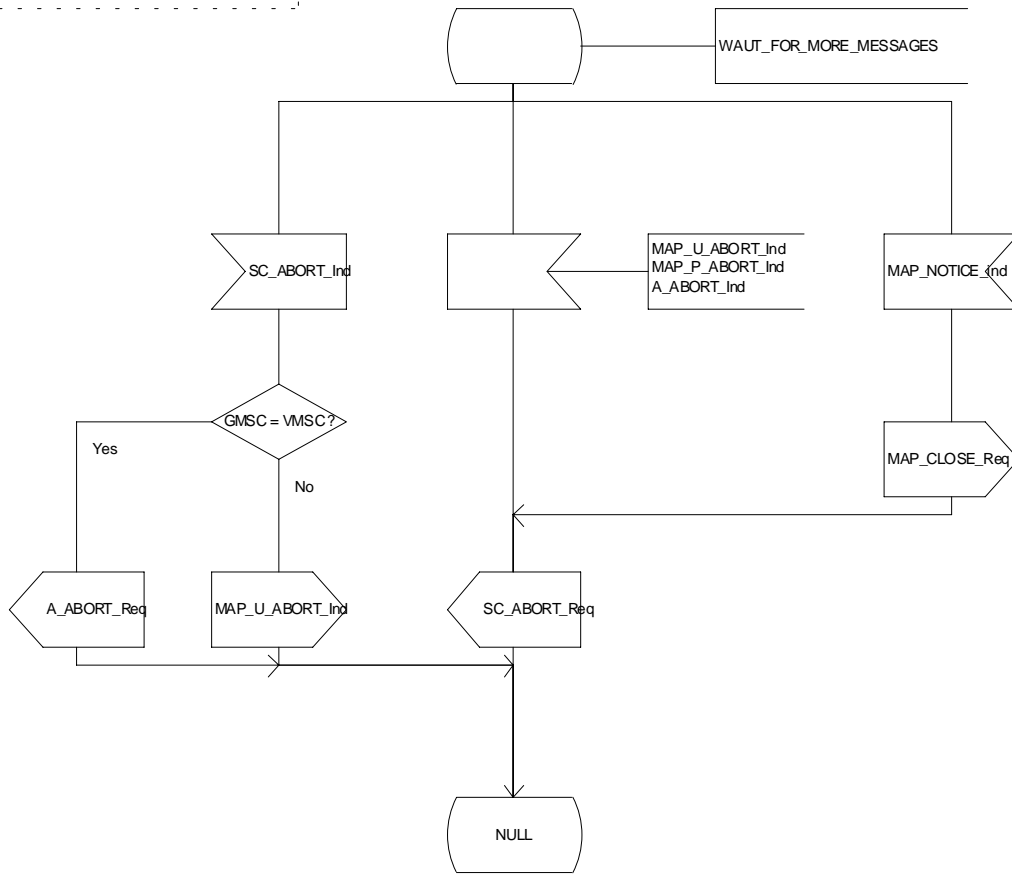 WAUT_FOR_MORE_MESSAGES
SC_ABORT_Ind
MAP_U_ABORT_Ind
MAP_P_ABORT_Ind
A_ABORT_Ind
MAP_NOTICE_Ind
GMSC = VMSC?
Yes
No
MAP_CLOSE_Req
A_ABORT_Req
MAP_U_ABORT_Ind
SC_ABORT_Req
NULL